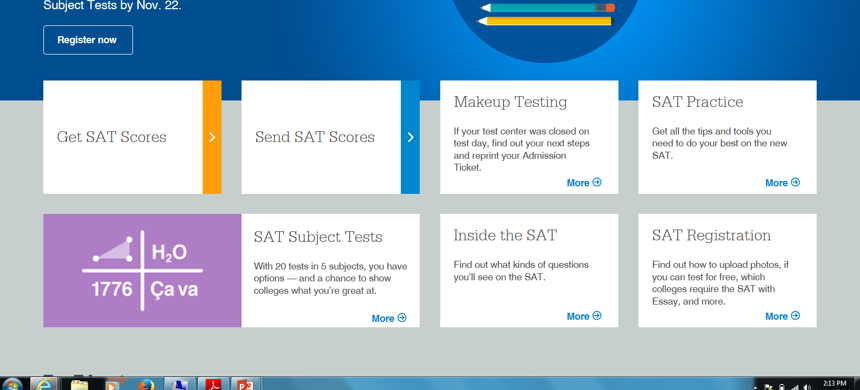 Subject Tests by Nov. 22.
Register now
Get SAT Scores
Send SAT Scores
Makeup Testing
If your test center was closed on
test day, find out your next steps
and reprint your Admission
Ticket.
More
SAT Practice
Get all the tips and tools you
need to do your best on the new
SAT.
More
H₂O
1776
Ça va
SAT Subject Tests
With 20 tests in 5 subjects, you have
options — and a chance to show
colleges what you're great at.
More
Inside the SAT
Find out what kinds of questions
you'll see on the SAT.
More
SAT Registration
Find out how to upload photos, if
you can test for free, which
colleges require the SAT with
Essay, and more.
More
2:13 PM